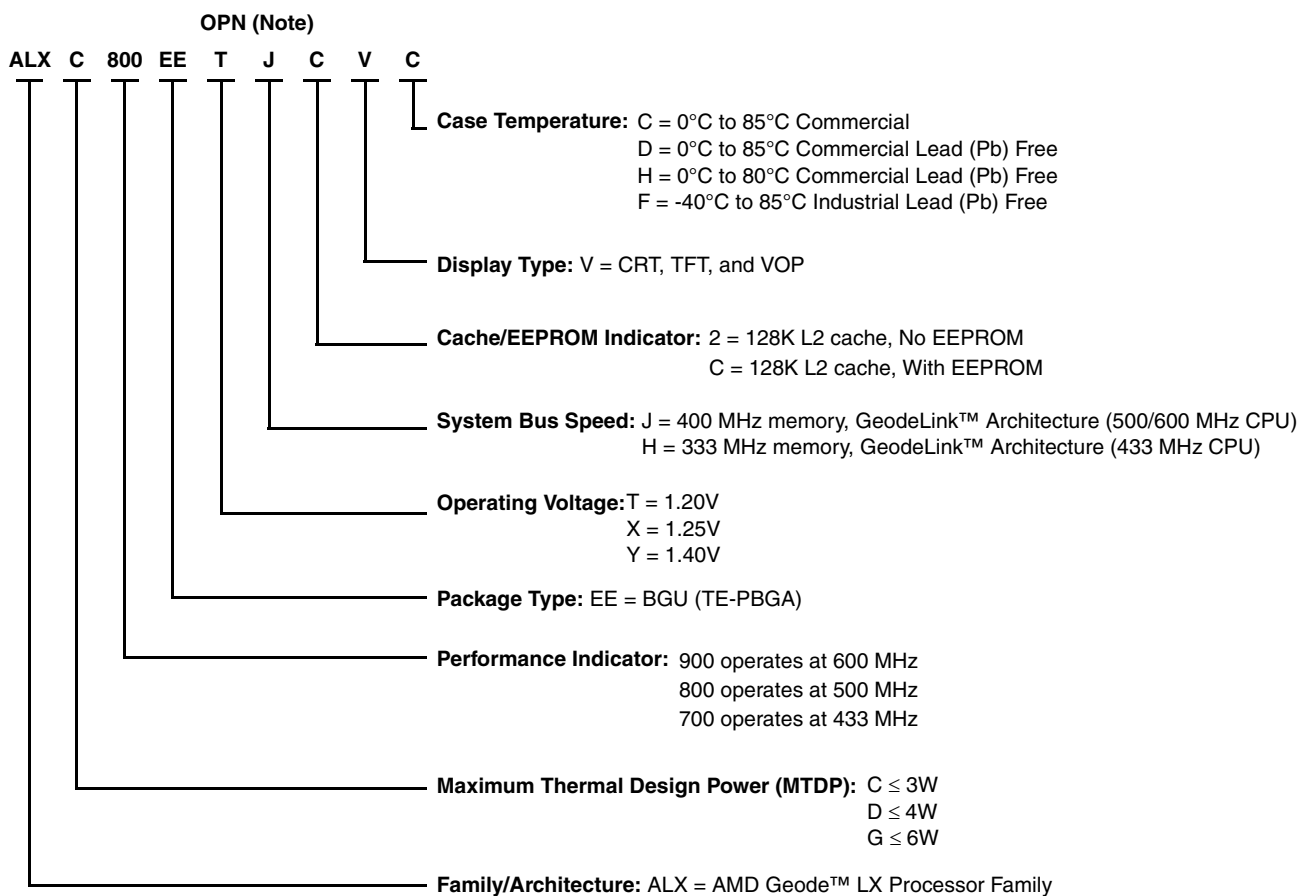 OPN (Note)
ALX C 800 EE T J C V C
Case Temperature: C = 0°C to 85°C Commercial
D = 0°C to 85°C Commercial Lead (Pb) Free
H = 0°C to 80°C Commercial Lead (Pb) Free
F = -40°C to 85°C Industrial Lead (Pb) Free
Display Type: V = CRT, TFT, and VOP
Cache/EEPROM Indicator: 2 = 128K L2 cache, No EEPROM
C = 128K L2 cache, With EEPROM
System Bus Speed: J = 400 MHz memory, GeodeLink™ Architecture (500/600 MHz CPU)
H = 333 MHz memory, GeodeLink™ Architecture (433 MHz CPU)
Operating Voltage:T = 1.20V
X = 1.25V
Y = 1.40V
Package Type: EE = BGU (TE-PBGA)
Performance Indicator: 900 operates at 600 MHz
800 operates at 500 MHz
700 operates at 433 MHz
Maximum Thermal Design Power (MTDP): C ≤ 3W
D ≤ 4W
G ≤ 6W
Family/Architecture: ALX = AMD Geode™ LX Processor Family